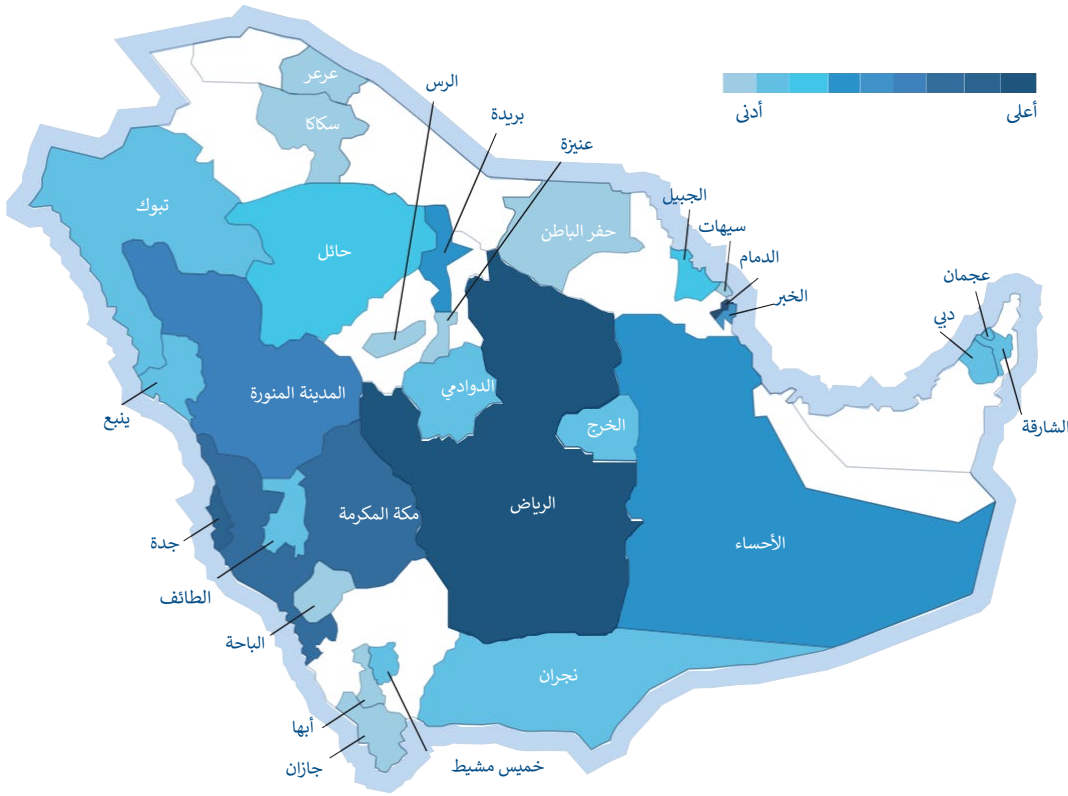 أعلى
أدنى
عرعر
سكاكا
الرس
بريدة
عنيزة
تبوك
حائل
حفر الباطن
الجبيل
سيهات
الدمام
الخبر
عجمان
دبي
الشارقة
المدينة المنورة
الدوادمي
الخرج
ينبع
مكة المكرمة
الرياض
الأحساء
جدة
الطائف
الباحة
نجران
أبها
جازان
خميس مشيط